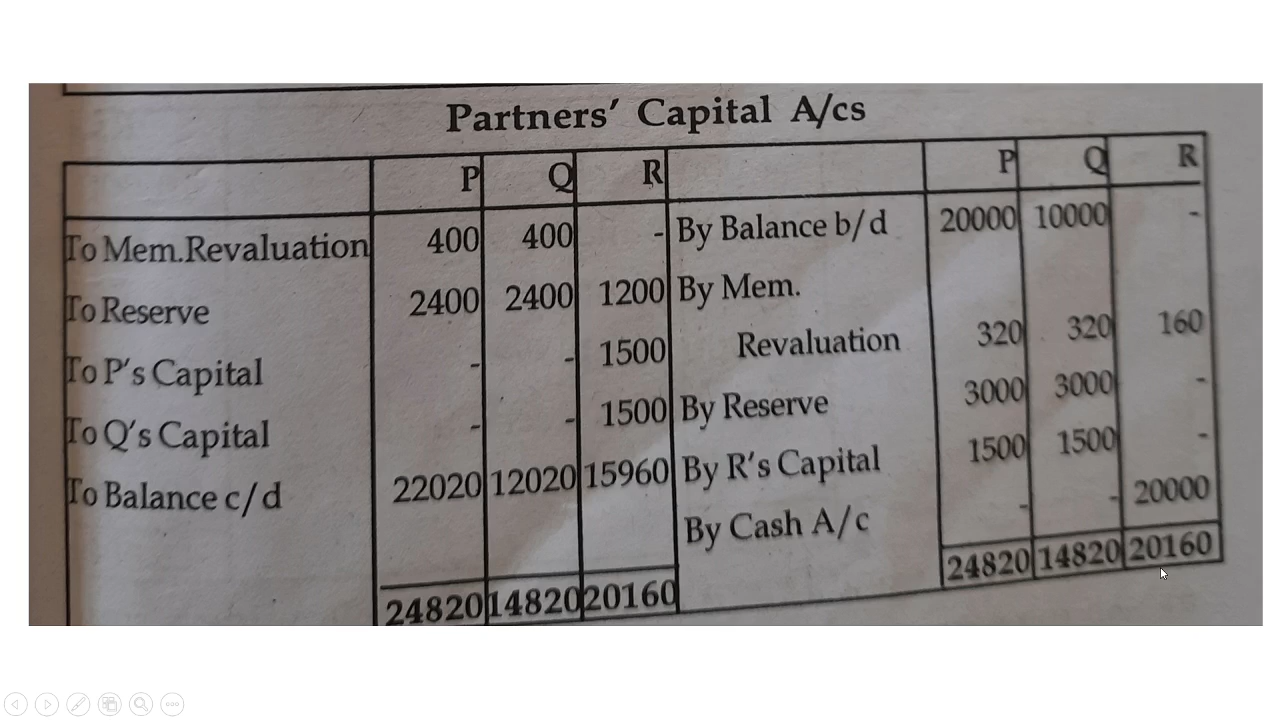 Partners' Capital A/cs
P Q R P Q R
To Mem.Revaluation 400 400 - By Balance b/d 20000 10000 -
To Reserve 2400 2400 1200 By Mem.
To P's Capital - - 1500 Revaluation 320 320 160
To Q's Capital - - 1500 By Reserve 3000 3000 -
To Balance c/d 22020 12020 15960 By R's Capital 1500 1500 -
By Cash A/c - - 20000
24820 14820 20160 24820 14820 20160